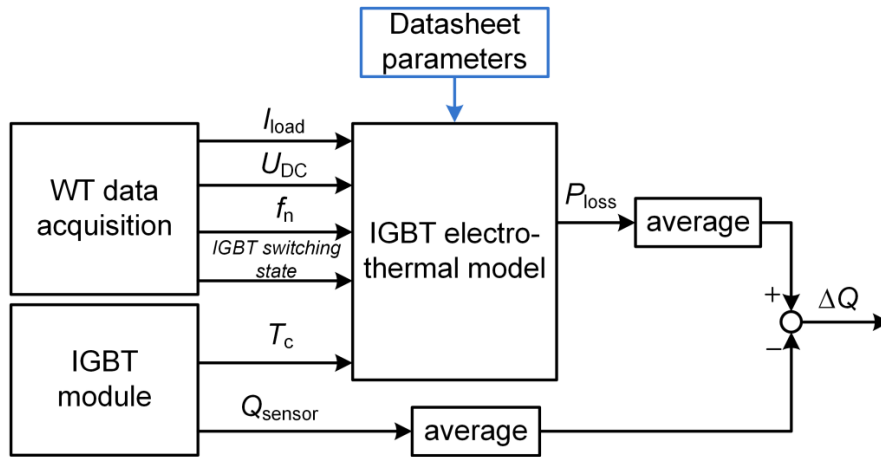 Datasheet
parameters
WT data
acquisition
I_load
U_DC
f_n
IGBT switching
state
IGBT electro-
thermal model
P_loss
average
+
−
ΔQ
IGBT
module
T_c
Q_sensor
average